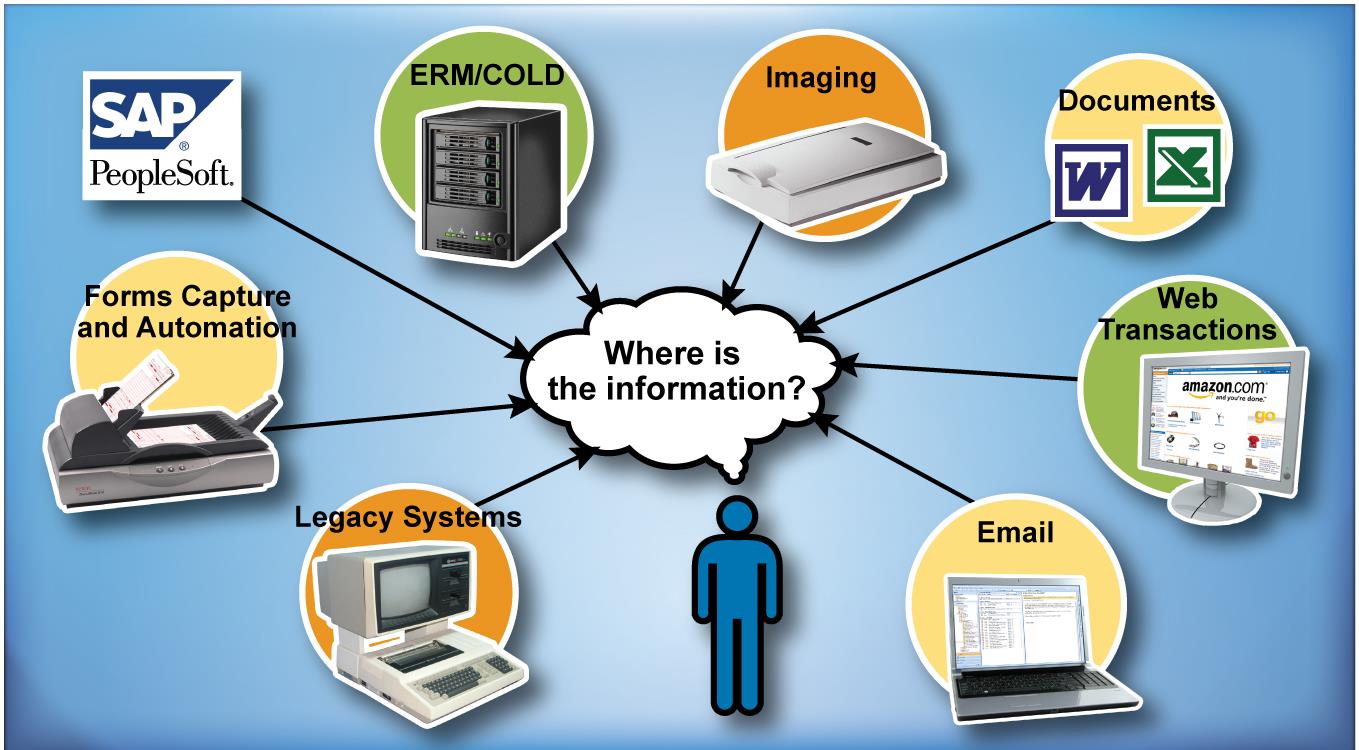 SAP
®
PeopleSoft.
ERM/COLD
Imaging
Documents
W
X
Forms Capture
and Automation
Where is
the information?
Web
Transactions
amazon.com
and you're done.
go
Legacy Systems
Email